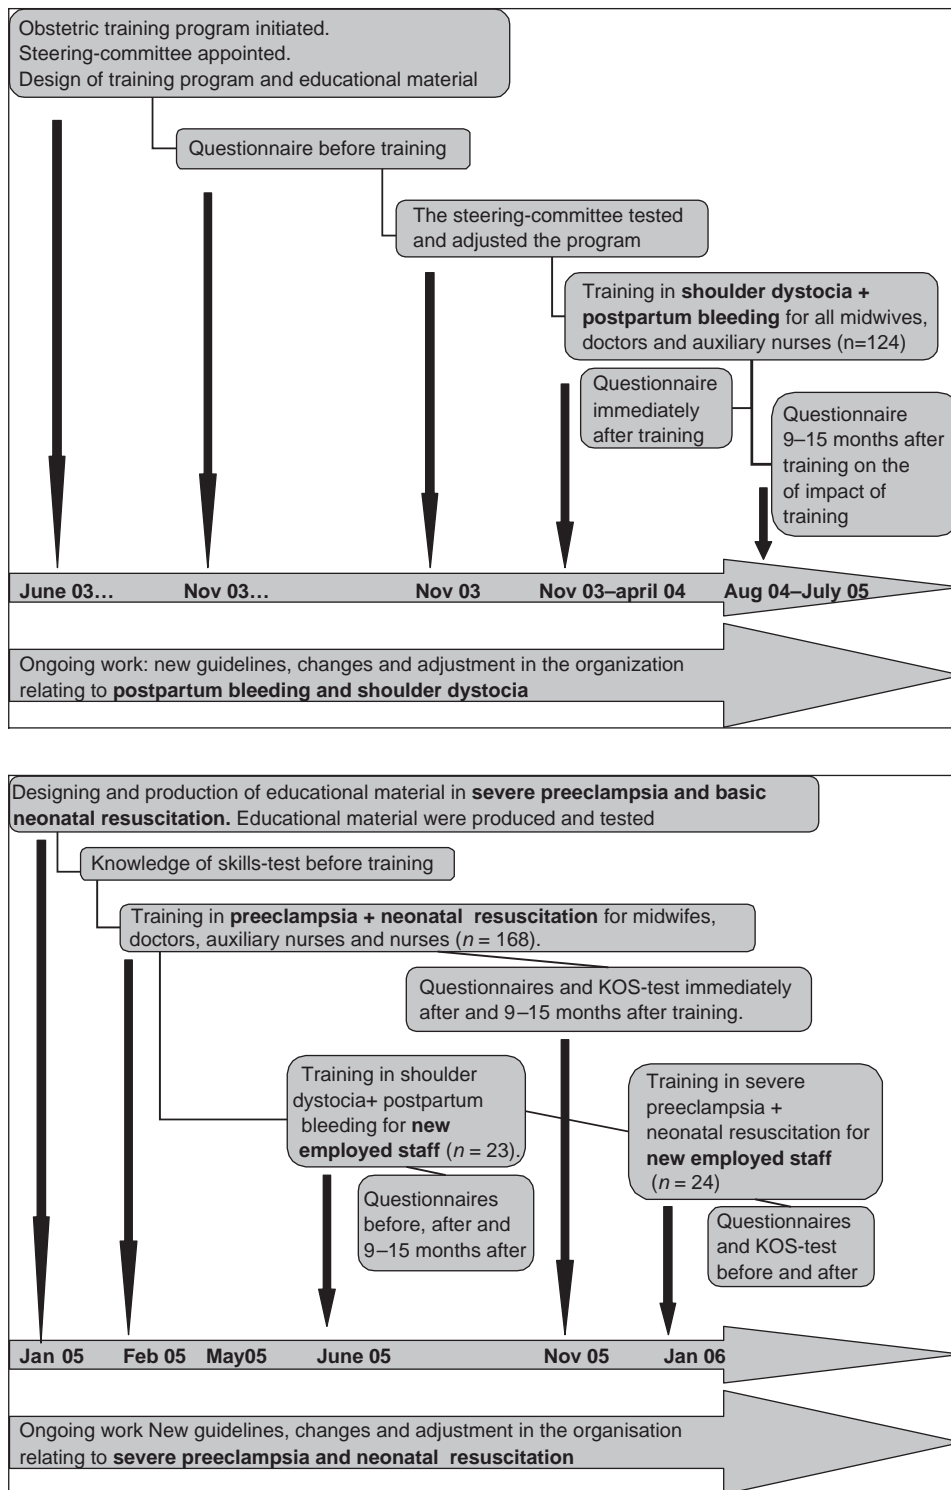 Obstetric training program initiated.
Steering-committee appointed.
Design of training program and educational material
Questionnaire before training
The steering-committee tested
and adjusted the program
Training in shoulder dystocia +
postpartum bleeding for all midwives,
doctors and auxiliary nurses (n=124)
Questionnaire
immediately
after training
Questionnaire
9–15 months after
training on the
of impact of
training
June 03... Nov 03... Nov 03 Nov 03–april 04 Aug 04–July 05
Ongoing work: new guidelines, changes and adjustment in the organization
relating to postpartum bleeding and shoulder dystocia
Designing and production of educational material in severe preeclampsia and basic
neonatal resuscitation. Educational material were produced and tested
Knowledge of skills-test before training
Training in preeclampsia + neonatal resuscitation for midwifes,
doctors, auxiliary nurses and nurses (n = 168).
Questionnaires and KOS-test immediately
after and 9–15 months after training.
Training in shoulder
dystocia+ postpartum
bleeding for new
employed staff (n = 23).
Training in severe
preeclampsia +
neonatal resuscitation for
new employed staff
(n = 24)
Questionnaires
before, after and
9–15 months after
Questionnaires
and KOS-test
before and after
Jan 05 Feb 05 May05 June 05 Nov 05 Jan 06
Ongoing work New guidelines, changes and adjustment in the organisation
relating to severe preeclampsia and neonatal resuscitation